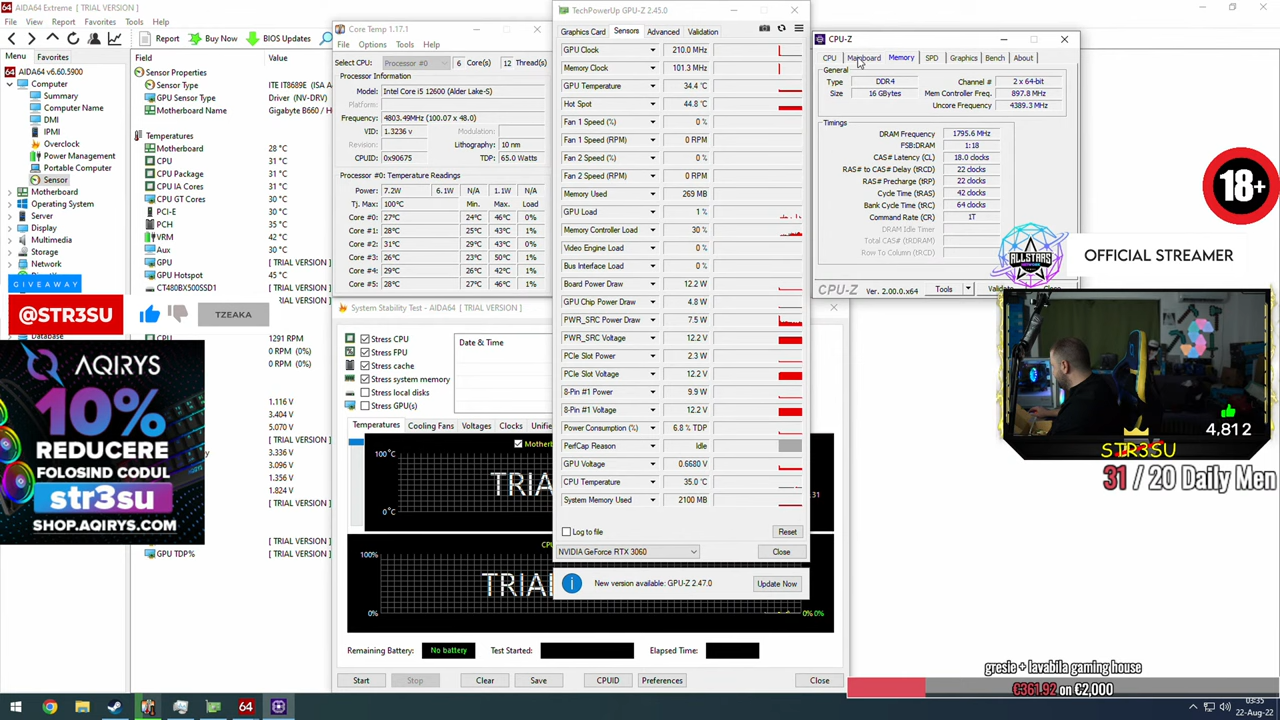 AIDA64 Extreme [ TRIAL VERSION ]
File View Report Favorites Tools Help
Report Buy Now BIOS Updates
Menu Favorites
Field
Value
AIDA64 v6.60.5900
Computer
Summary
Computer Name
DMI
IPMI
Overclock
Power Management
Portable Computer
Sensor
Motherboard
Operating System
Server
Display
Multimedia
Storage
Network
Database
Sensor Properties
Sensor Type ITE IT8689E (ISA)
GPU Sensor Type Driver (NV-DRV)
Motherboard Name Gigabyte B660 / H
Temperatures
Motherboard 28 °C
CPU 31 °C
CPU Package 31 °C
CPU IA Cores 31 °C
CPU GT Cores 27 °C
PCI-E 31 °C
PCH 31 °C
VRM 27 °C
Aux 27 °C
GPU [ TRIAL VERSION ]
GPU Hotspot 45 °C
CT480BX500SSD1 [ TRIAL VERSION ]
CPU 1291 RPM
0 RPM (0%)
0 RPM (0%)
1.116 V
3.404 V
5.070 V
[ TRIAL VERSION ]
3.336 V
3.096 V
1.356 V
1.824 V
[ TRIAL VERSION ]
GPU TDP% [ TRIAL VERSION ]
GIVEAWAY
@STR3SU
TZEAKA
AQIRYS
10%
REDUCERE
FOLOSIND CODUL
str3su
SHOP.AQIRYS.COM
Core Temp 1.17.1
File Options Tools Help
Select CPU: Processor #0 6 Core(s) 12 Thread(s)
Processor Information
Model: Intel Core i5 12600 (Alder Lake-S)
Platform:
Frequency: 4803.49MHz (100.07 x 48.0)
VID: 1.3236 v Modulation:
Revision: Lithography: 10 nm
CPUID: 0x90675 TDP: 65.0 Watts
Processor #0: Temperature Readings
Power: 7.2W 6.1W N/A 1.1W N/A
Tj. Max: 100°C Min. Max. Load
Core #0: 27°C 24°C 46°C 0%
Core #1: 28°C 25°C 43°C 1%
Core #2: 31°C 29°C 43°C 0%
Core #3: 26°C 23°C 50°C 1%
Core #4: 29°C 26°C 42°C 1%
Core #5: 28°C 27°C 46°C 1%
System Stability Test - AIDA64 [ TRIAL VERSION ]
Stress CPU
Stress FPU
Stress cache
Stress system memory
Stress local disks
Stress GPU(s)
Date & Time
Temperatures Cooling Fans Voltages Clocks
100°C
0°C
TRIA
100%
0%
TRIA
0% 0%
Remaining Battery: No battery Test Started: Elapsed Time:
Start Stop Clear Save CPUID Preferences Close
TechPowerUp GPU-Z 2.45.0
Graphics Card Sensors Advanced Validation
GPU Clock 210.0 MHz
Memory Clock 101.3 MHz
GPU Temperature 34.4 °C
Hot Spot 44.8 °C
Fan 1 Speed (%) 0 %
Fan 1 Speed (RPM) 0 RPM
Fan 2 Speed (%) 0 %
Fan 2 Speed (RPM) 0 RPM
Memory Used 269 MB
GPU Load 1 %
Memory Controller Load 30 %
Video Engine Load 0 %
Bus Interface Load 0 %
Board Power Draw 12.2 W
GPU Chip Power Draw 4.8 W
PWR_SRC Power Draw 7.5 W
PWR_SRC Voltage 12.2 V
PCIe Slot Power 2.3 W
PCIe Slot Voltage 12.2 V
8-Pin #1 Power 9.9 W
8-Pin #1 Voltage 12.2 V
Power Consumption (%) 6.8 % TDP
PerfCap Reason Idle
GPU Voltage 0.6680 V
CPU Temperature 35.0 °C
System Memory Used 2100 MB
Log to file Reset
NVIDIA GeForce RTX 3060 Close
New version available: GPU-Z 2.47.0 Update Now
CPU-Z
CPU Mainboard Memory SPD Graphics Bench About
General
Type DDR4 Channel # 2 x 64-bit
Size 16 GBytes Mem Controller Freq. 897.8 MHz
Uncore Frequency 4389.3 MHz
Timings
DRAM Frequency 1795.6 MHz
FSB:DRAM 1:18
CAS# Latency (CL) 18.0 clocks
RAS# to CAS# Delay (tRCD) 22 clocks
RAS# Precharge (tRP) 22 clocks
Cycle Time (tRAS) 42 clocks
Bank Cycle Time (tRC) 64 clocks
Command Rate (CR) 1T
DRAM Idle Timer
Total CAS# (tRDRAM)
Row To Column (tRCD)
CPU-Z Ver. 2.00.0.x64 Tools
18+
ALLSTARS
OFFICIAL STREAMER
4,812
STR3SU
31 / 20 Daily Men
gresie + lavabila gaming house
€361.92 on €2,000
03:35
22-Aug-22